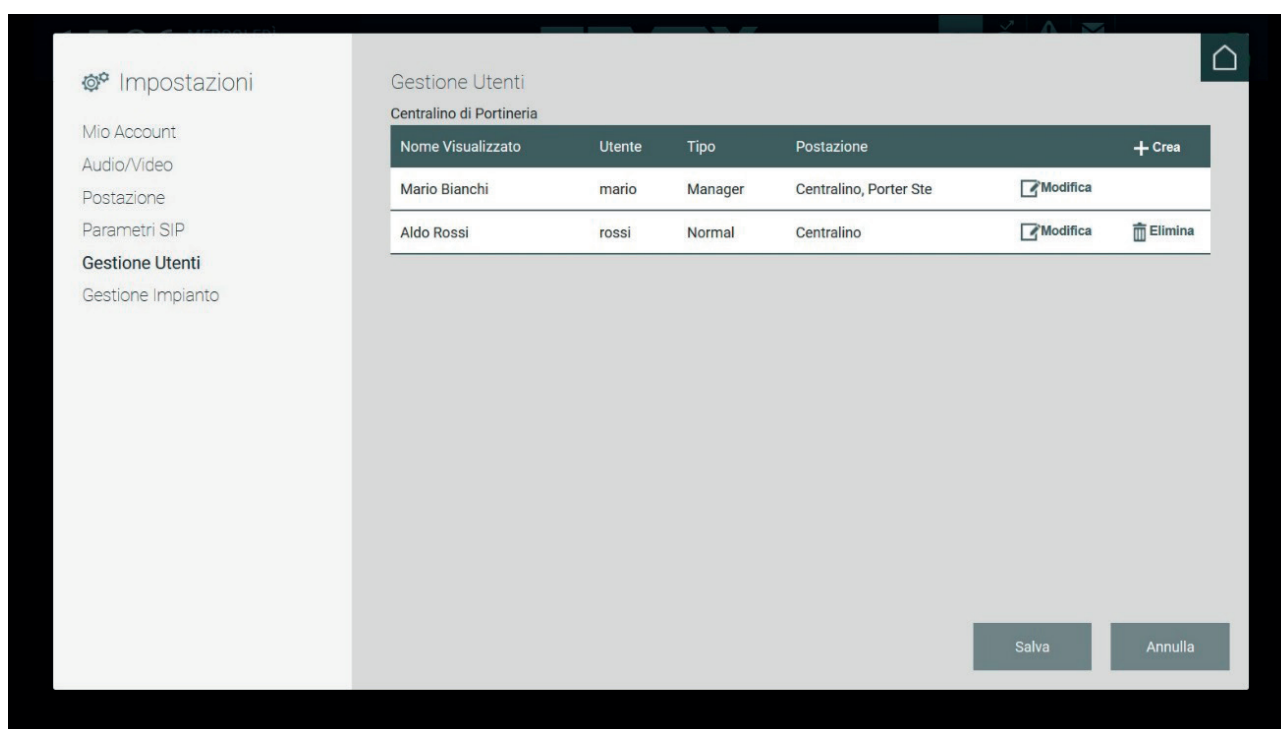 Impostazioni
Mio Account
Audio/Video
Postazione
Parametri SIP
Gestione Utenti
Gestione Impianto
Gestione Utenti
Centralino di Portineria
Nome Visualizzato Utente Tipo Postazione + Crea
Mario Bianchi mario Manager Centralino, Porter Ste Modifica
Aldo Rossi rossi Normal Centralino Modifica Elimina
Salva Annulla